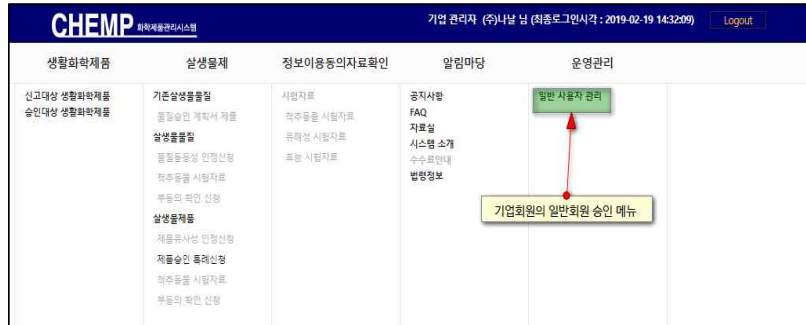 CHEMP 화학제품관리시스템
기업 관리자 (주)나날 님 (최종로그인시각 : 2019-02-19 14:32:09) Logout
생활화학제품 살생물제 정보이용동의자료확인 알림마당 운영관리
신고대상 생활화학제품
승인대상 생활화학제품
기존살생물물질
물질승인 계획서 제출
살생물물질
물질동등성 인정신청
척추동물 시험자료
부동의 확인 신청
살생물제품
제품유사성 인정신청
제품승인 특례신청
척추동물 시험자료
부동의 확인 신청
시험자료
척추동물 시험자료
유해성 시험자료
효능 시험자료
공지사항
FAQ
자료실
시스템 소개
수수료안내
법령정보
일반 사용자 관리
기업회원의 일반회원 승인 메뉴